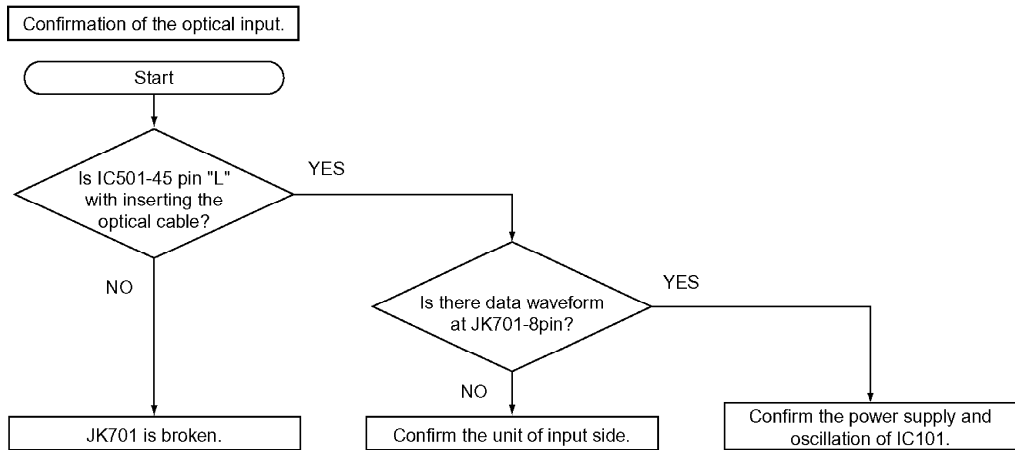 Confirmation of the optical input.
Start
Is IC501-45 pin "L"
with inserting the
optical cable?
YES
NO
Is there data waveform
at JK701-8pin?
YES
NO
JK701 is broken.
Confirm the unit of input side.
Confirm the power supply and
oscillation of IC101.